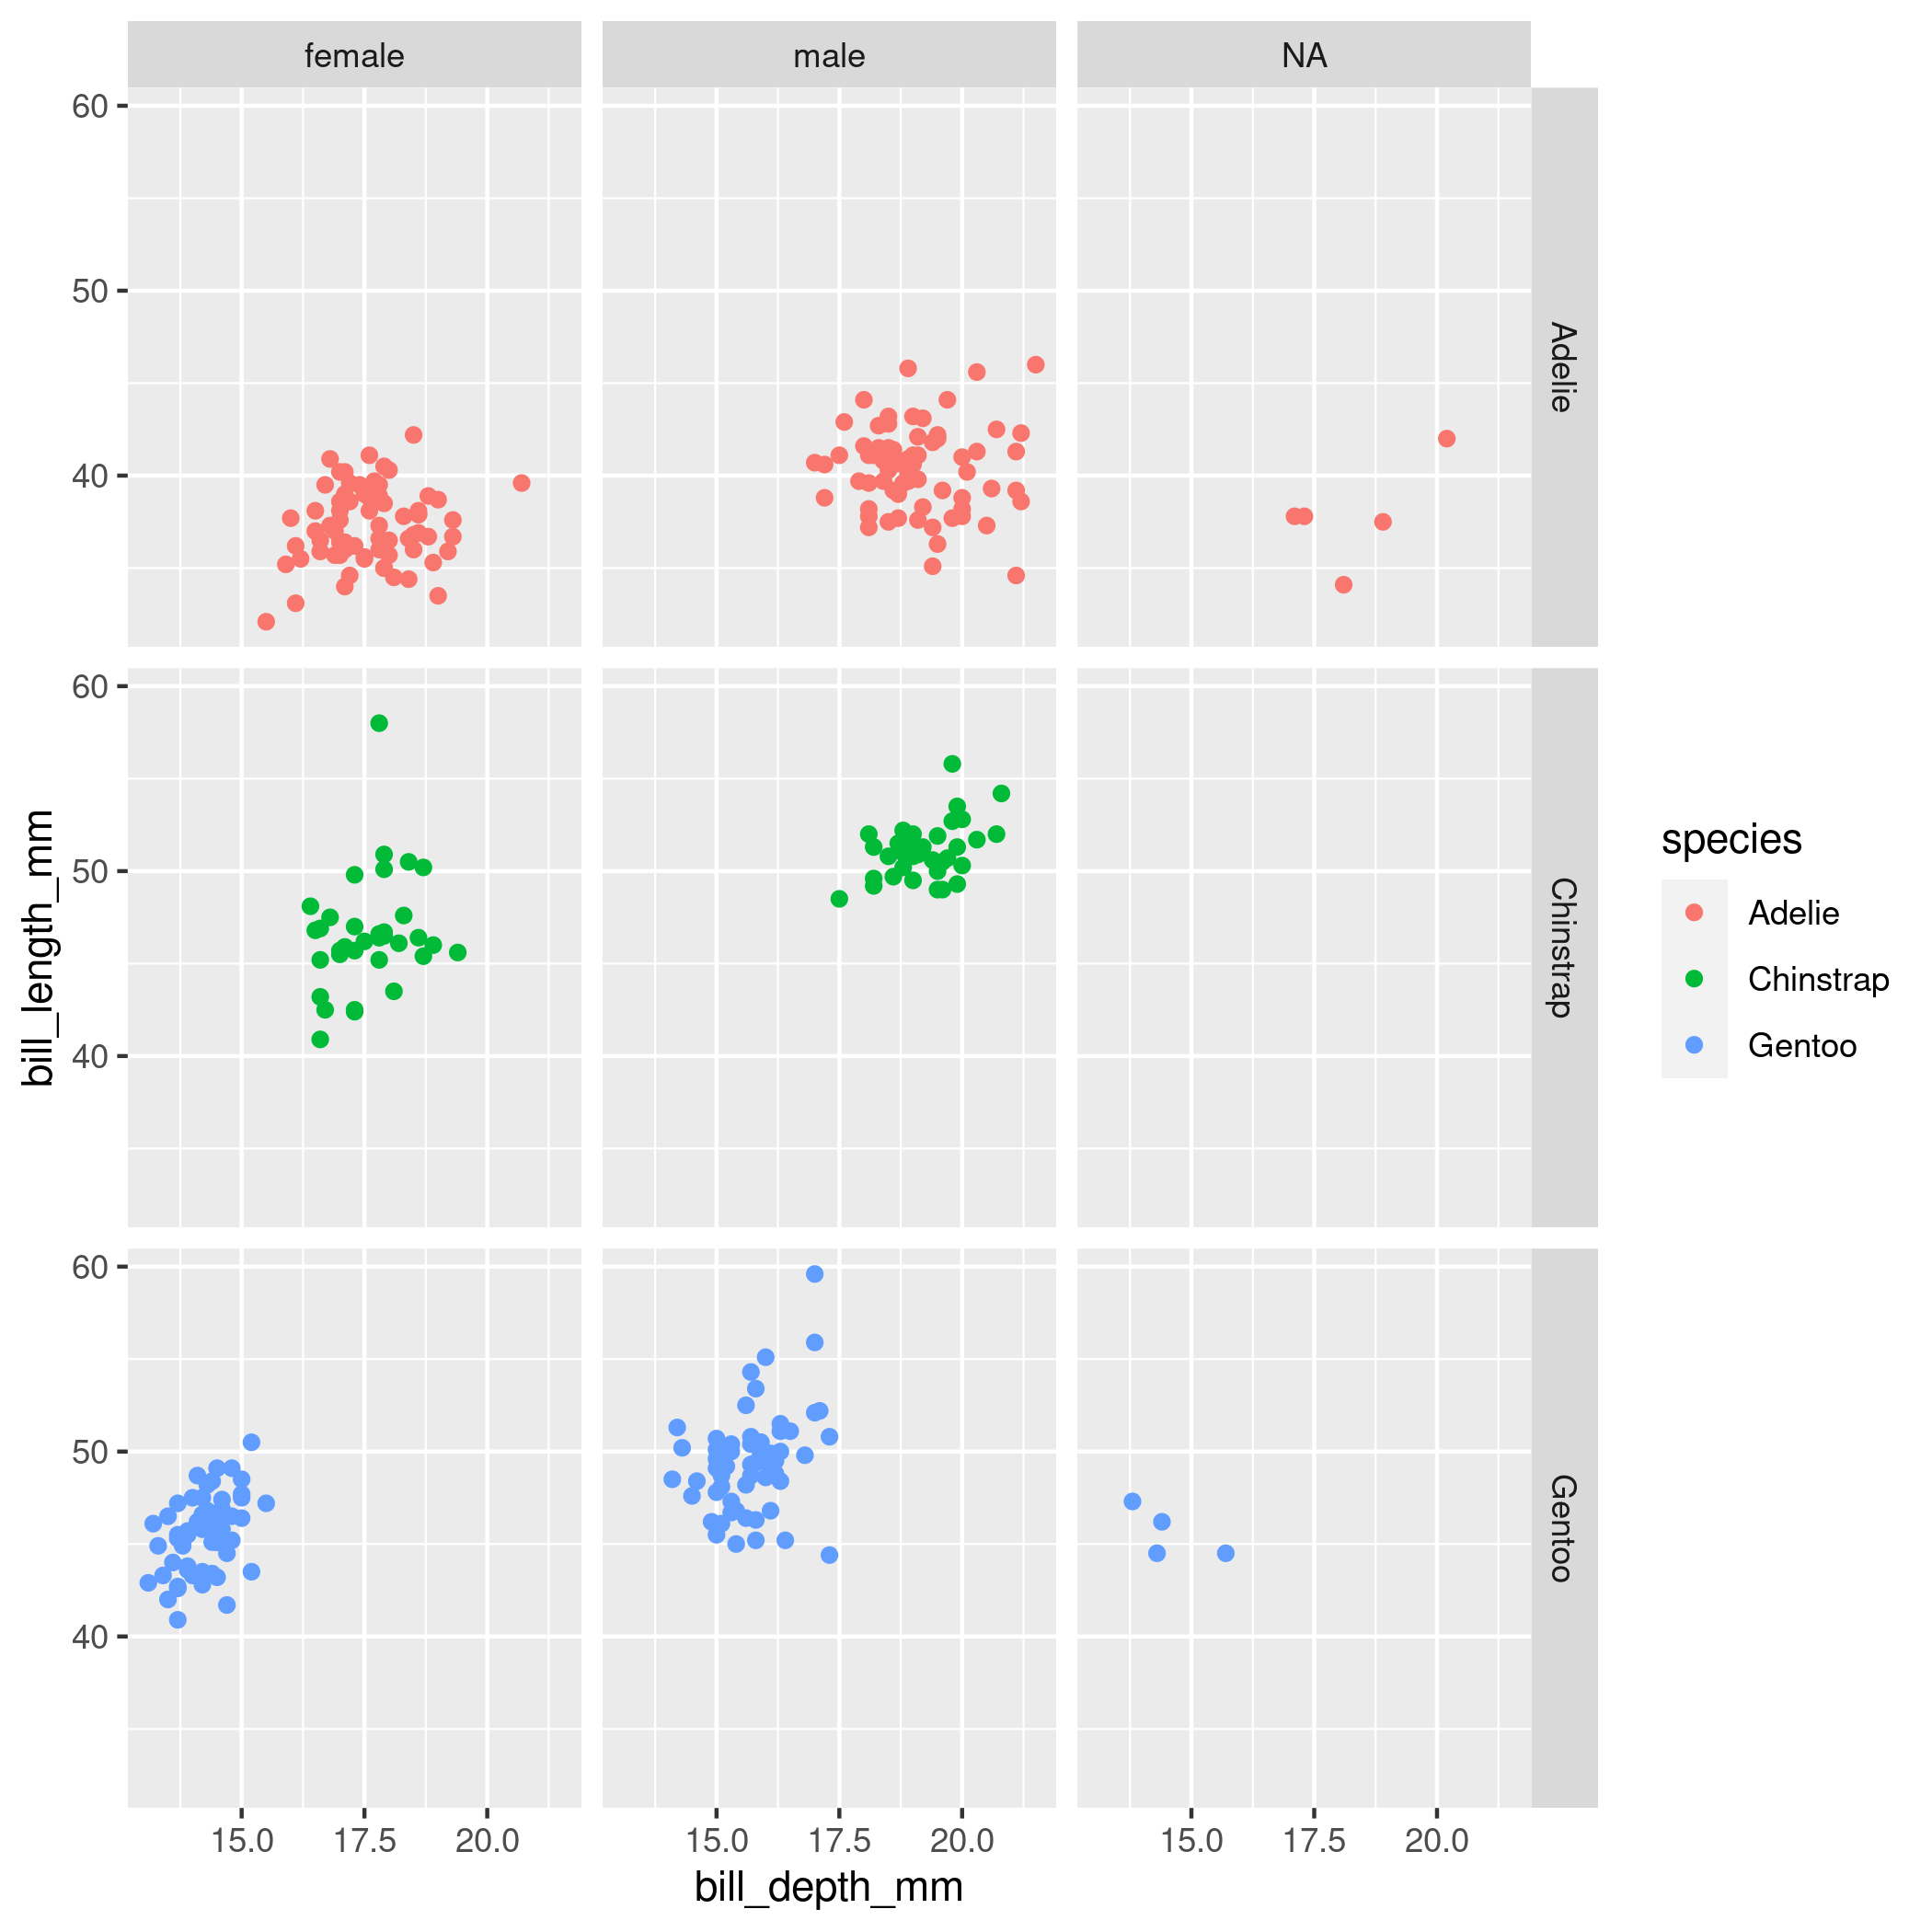 female male NA
60
50
40
Adelie
60
50
40
Chinstrap
60
50
40
Gentoo
15.0 17.5 20.0 15.0 17.5 20.0 15.0 17.5 20.0
bill_depth_mm
bill_length_mm
species
Adelie
Chinstrap
Gentoo